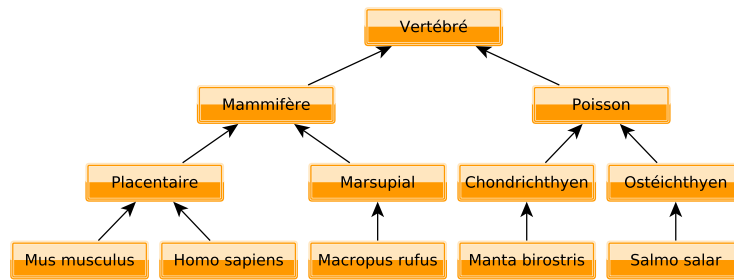 Vertébré
Mammifère
Poisson
Placentaire
Marsupial
Chondrichthyen
Ostéichthyen
Mus musculus
Homo sapiens
Macropus rufus
Manta birostris
Salmo salar